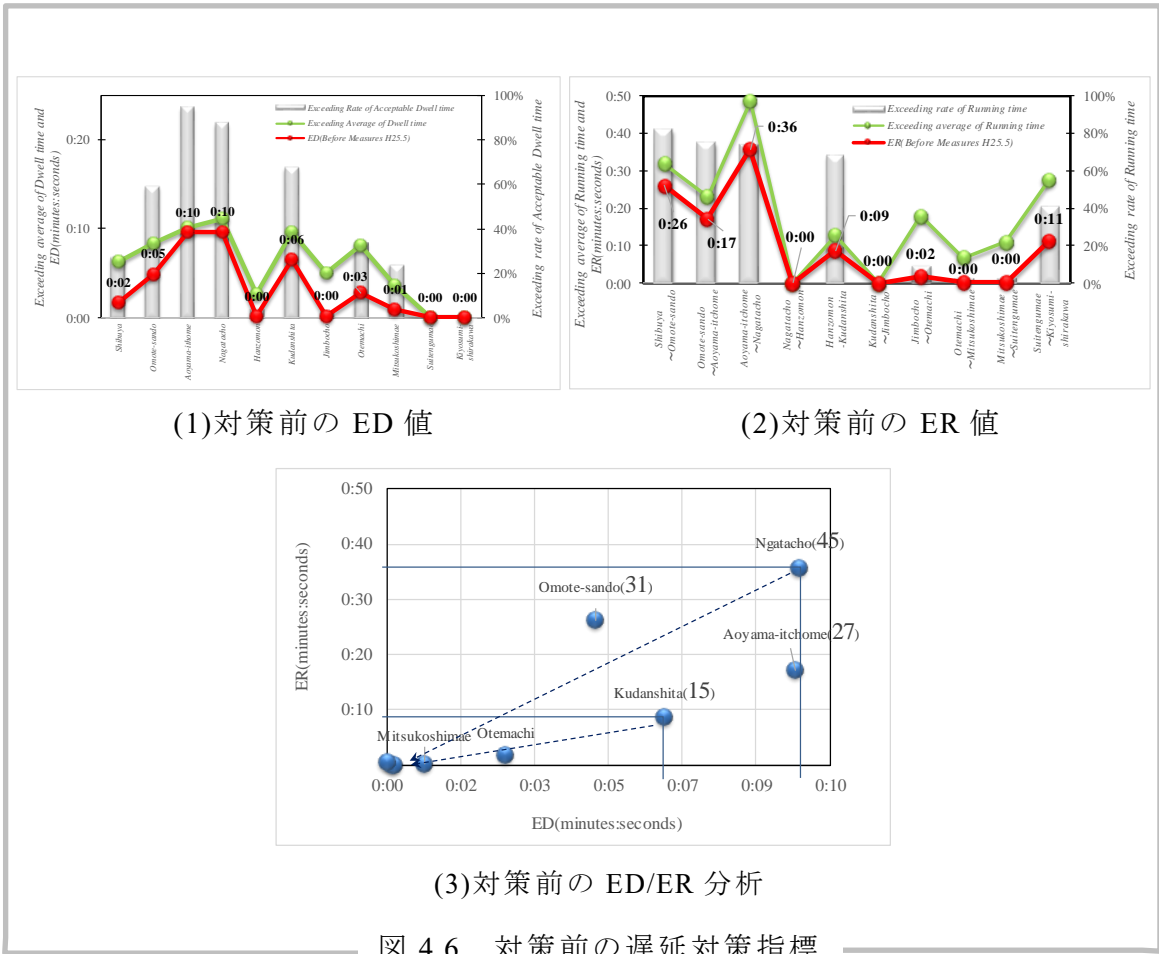 Exceeding average of Dwell time and
ED(minutes:seconds)
0:20
0:10
0:00
Exceeding Rate of Acceptable Dwell time
Exceeding Average of Dwell time
ED(Before Measures H25.5)
0:02
0:05
0:10
0:10
0:00
0:06
0:00
0:03
0:01
0:00
0:00
100%
80%
60%
40%
20%
0%
Exceeding rate of Acceptable Dwell time
Shibuya
Omote-sando
Aoyama-ithome
Nagatacho
Hanzomon
Kudanshita
Jimbocho
Otemachi
Mitsukoshimae
Suitengumae
Kiyosumi-
shirakawa
(1)対策前の ED 値
Exceeding average of Running time and
ER(minutes:seconds)
0:50
0:40
0:30
0:20
0:10
0:00
Exceeding rate of Running time
Exceeding average of Running time
ER(Before Measures H25.5)
0:26
0:17
0:36
0:00
0:09
0:00
0:02
0:00
0:00
0:11
100%
80%
60%
40%
20%
0%
Exceeding rate of Running time
Shibuya
~Omote-sando
Omote-sando
~Aoyama-itchome
Aoyama-itchome
~Nagatacho
Nagatacho
~Hanzomon
Hanzomon
-Kudanshita
Kudanshita
~Jimbocho
Jimbocho
~Otemachi
Otemachi
~Mitsukoshimae
Mitsukoshimae
~Suitengumae
Suitengumae
~Kiyosumi-
shirakawa
(2)対策前の ER 値
ER(minutes:seconds)
0:50
0:40
0:30
0:20
0:10
Ngatacho(45)
Omote-sando(31)
Aoyama-itchome(27)
Kudanshita(15)
Mitsukoshimae
Otemachi
0:00
0:02
0:03
0:05
0:07
0:09
0:10
ED(minutes:seconds)
(3)対策前の ED/ER 分析
図 4.6 対策前の遅延対策指標